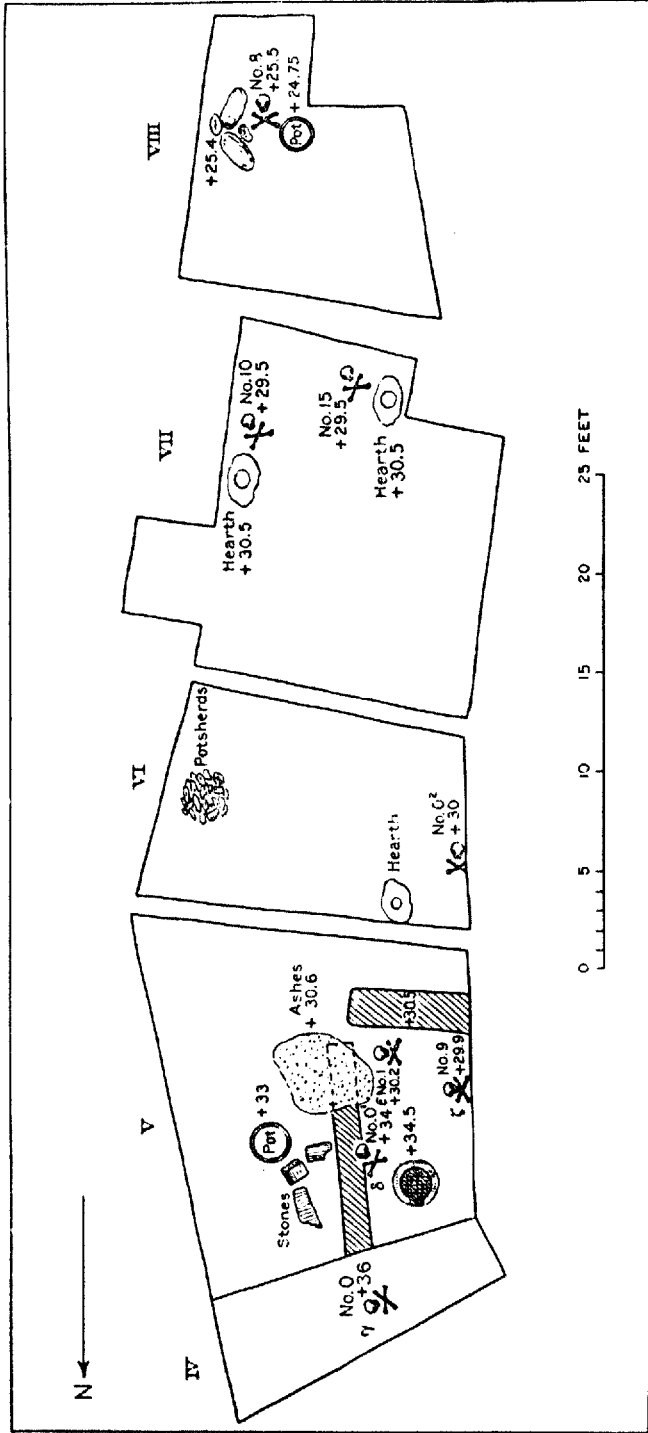 N
IV
V
VI
VII
VIII
No.0
+36
γ
Stones
Pot
+33
Ashes
+30.6
No.0'
+34
δ
ε No.1
+30.2
+30.5
+34.5
No.9
+29.9
ζ
Potsherds
Hearth
No.0²
+30
Hearth
+30.5
No.10
+29.5
No.15
+29.5
Hearth
+30.5
+25.4
No.8
+25.5
Pot
+24.75
0 5 10 15 20 25 FEET